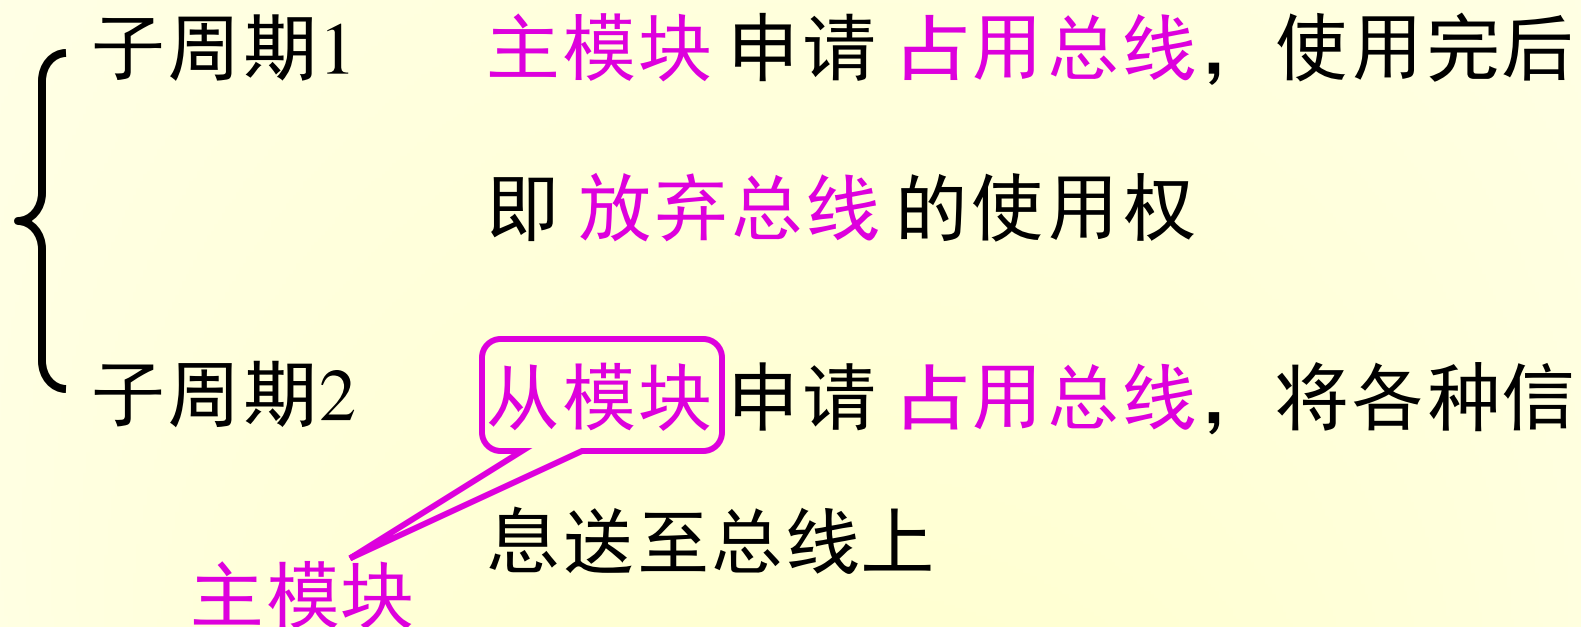 子周期1 主模块 申请 占用总线，使用完后
即 放弃总线 的使用权
子周期2 从模块 申请 占用总线，将各种信
息送至总线上
主模块